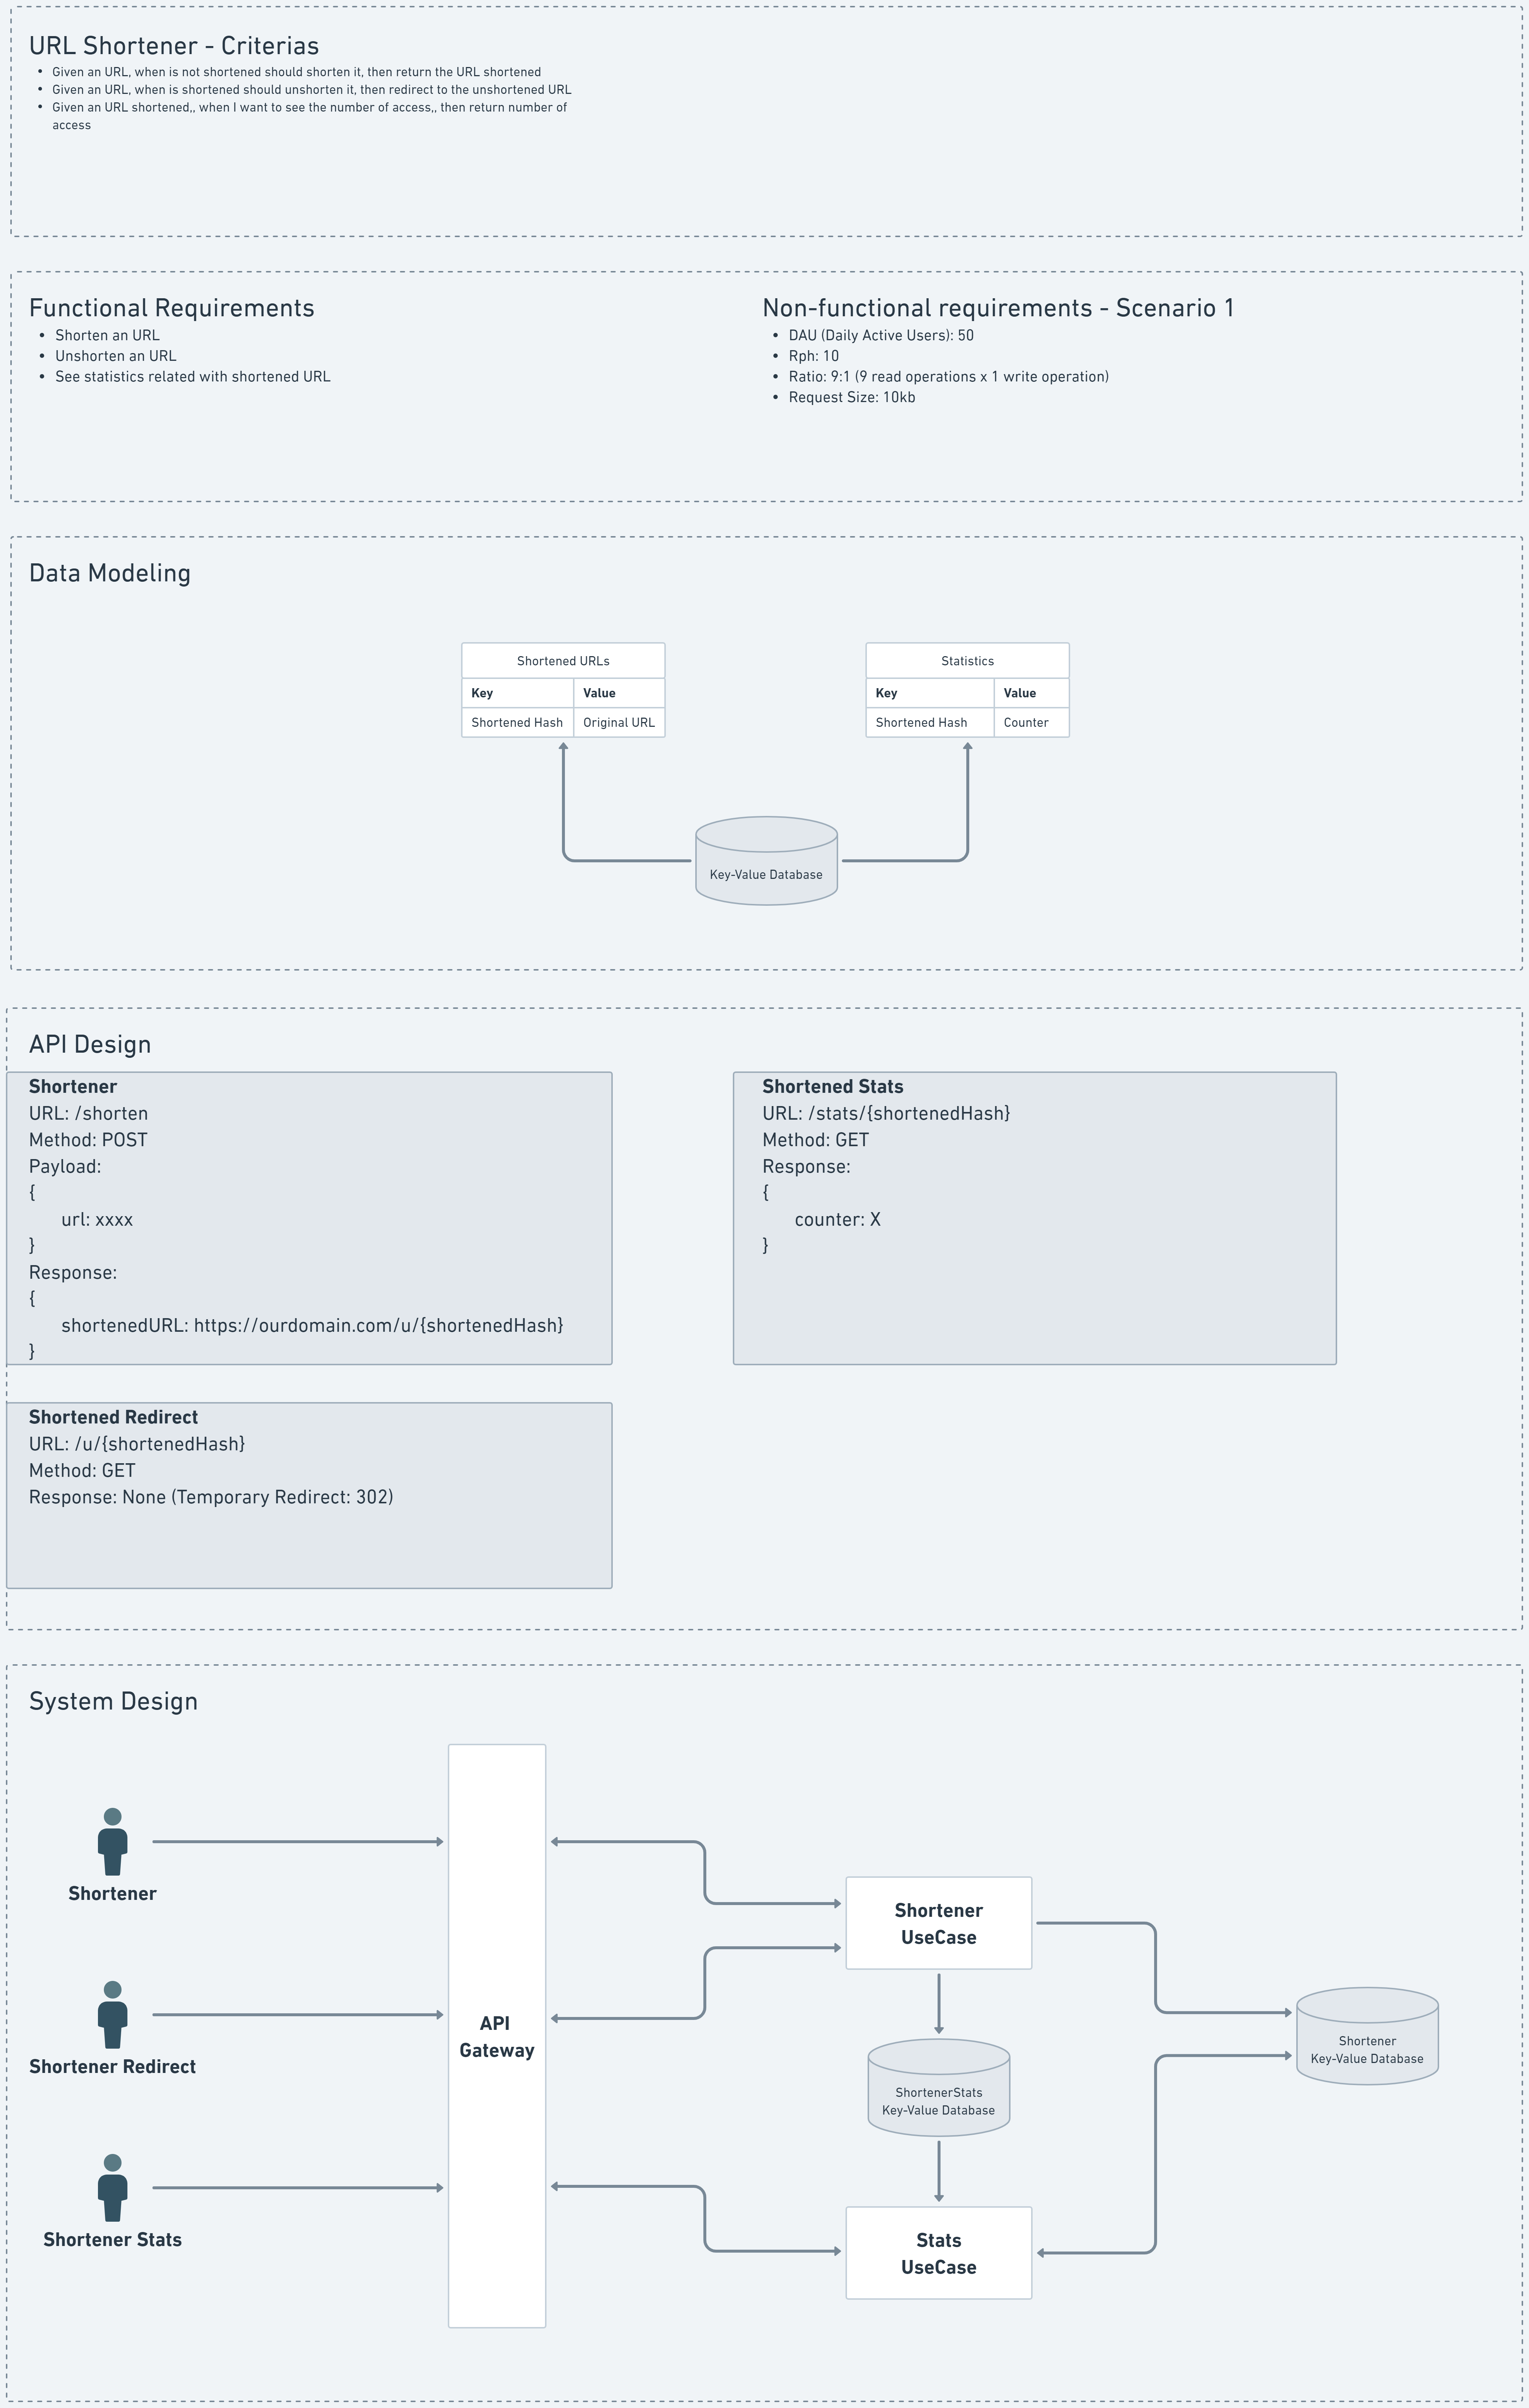 URL Shortener - Criterias
• Given an URL, when is not shortened should shorten it, then return the URL shortened
• Given an URL, when is shortened should unshorten it, then redirect to the unshortened URL
• Given an URL shortened,, when I want to see the number of access,, then return number of
access
Functional Requirements
• Shorten an URL
• Unshorten an URL
• See statistics related with shortened URL
Non-functional requirements - Scenario 1
• DAU (Daily Active Users): 50
• Rph: 10
• Ratio: 9:1 (9 read operations x 1 write operation)
• Request Size: 10kb
Data Modeling
Shortened URLs
Key Value
Shortened Hash Original URL
Statistics
Key Value
Shortened Hash Counter
Key-Value Database
API Design
Shortener
URL: /shorten
Method: POST
Payload:
{
url: xxxx
}
Response:
{
shortenedURL: https://ourdomain.com/u/{shortenedHash}
}
Shortened Stats
URL: /stats/{shortenedHash}
Method: GET
Response:
{
counter: X
}
Shortened Redirect
URL: /u/{shortenedHash}
Method: GET
Response: None (Temporary Redirect: 302)
System Design
Shortener
Shortener Redirect
Shortener Stats
API
Gateway
Shortener
UseCase
ShortenerStats
Key-Value Database
Stats
UseCase
Shortener
Key-Value Database